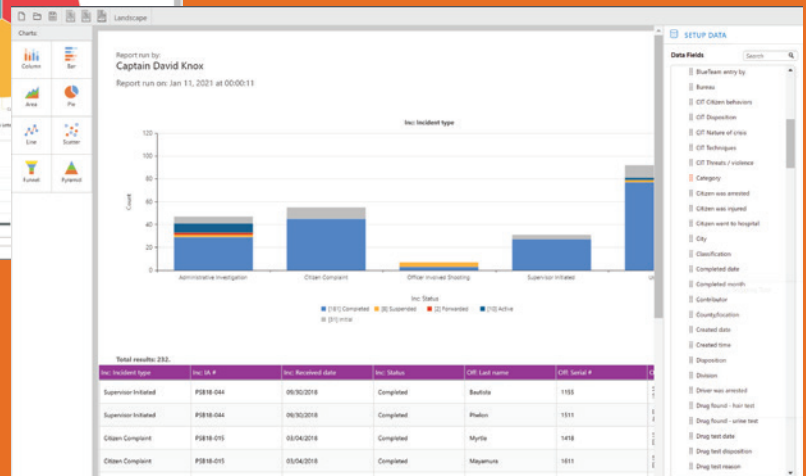 Landscape
Charts
Column
Bar
Area
Pie
Line
Scatter
Funnel
Pyramid
Report run by:
Captain David Knox
Report run on: Jan 11, 2021 at 00:00:11
Inc: Incident type
Count
120
100
80
60
40
20
0
Administrative Investigation
Citizen Complaint
Officer Involved Shooting
Supervisor Initiated
Inc: Status
[181] Completed [8] Suspended [2] Forwarded [10] Active
[31] Initial
Total results: 232.
Inc: Incident type Inc: IA # Inc: Received date Inc: Status Off: Last name Off: Serial #
Supervisor Initiated PSB18-044 09/30/2018 Completed Bautista 1155
Supervisor Initiated PSB18-044 09/30/2018 Completed Phelon 1511
Citizen Complaint PSB18-015 03/04/2018 Completed Myrtle 1418
Citizen Complaint PSB18-015 03/04/2018 Completed Mayamura 1611
SETUP DATA
Data Fields
Search
BlueTeam entry by
Bureau
CIT Citizen behaviors
CIT Disposition
CIT Nature of crisis
CIT Techniques
CIT Threats / violence
Category
Citizen was arrested
Citizen was injured
Citizen went to hospital
City
Classification
Completed date
Completed month
Contributor
County/location
Created date
Created time
Disposition
Division
Driver was arrested
Drug found - hair test
Drug found - urine test
Drug test date
Drug test disposition
Drug test reason